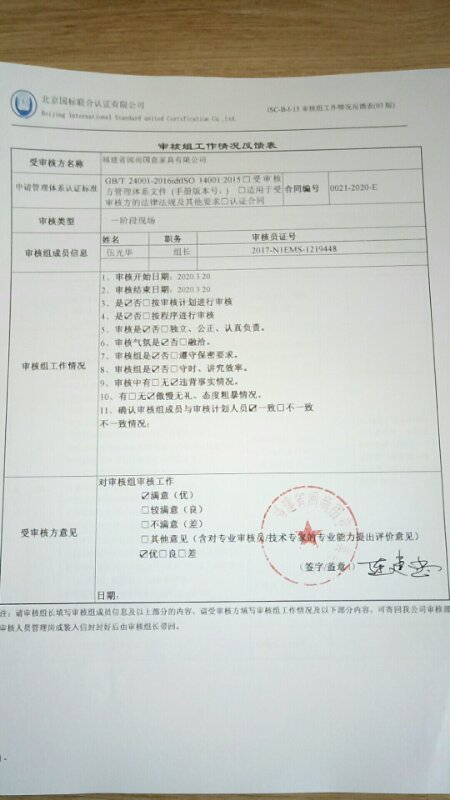 北京国标联合认证有限公司
Beijing International Standard united Certification Co.,Ltd.
ISC-B-I-13 审核组工作情况反馈表(03版)
审核组工作情况反馈表
受审核方名称 福建省闽尚国意家具有限公司
申请管理体系认证标准 GB/T 24001-2016idtISO 14001:2015 □ 受审核方管理体系文件(手册版本号:) □适用于受审核方的法律法规及其他要求□认证合同 合同编号 0021-2020-E
审核类型 一阶段现场
审核组成员信息 姓名 职务 审核员证号
伍光华 组长 2017-N1EMS-1219448
审核组工作情况
1、审核开始日期:2020.3.20
2、审核结束日期:2020.3.20
3、是☑否□按审核计划进行审核
4、是☑否□按程序进行审核
5、审核是☑否□独立、公正、认真负责。
6、审核气氛是☑否□融洽。
7、审核组是☑否□遵守保密要求。
8、审核组是☑否□守时、讲究效率。
9、审核中有□无☑违背事实情况。
10、有□无☑傲慢无礼、态度粗暴情况。
11、确认审核组成员与审核计划人员☑一致□不一致
不一致情况:
受审核方意见
对审核组审核工作
☑满意(优)
□较满意(良)
□不满意(差)
□其他意见(含对专业审核员/技术专家的专业能力提出评价意见)
☑优□良□差
(签字/盖章)
日期:
注:请审核组长填写审核组成员信息及以上部分的内容,请受审核方填写审核组工作情况及以下部分内容,可寄回我公司审核部
审核人员管理岗或装入信封封好后由审核组长带回。